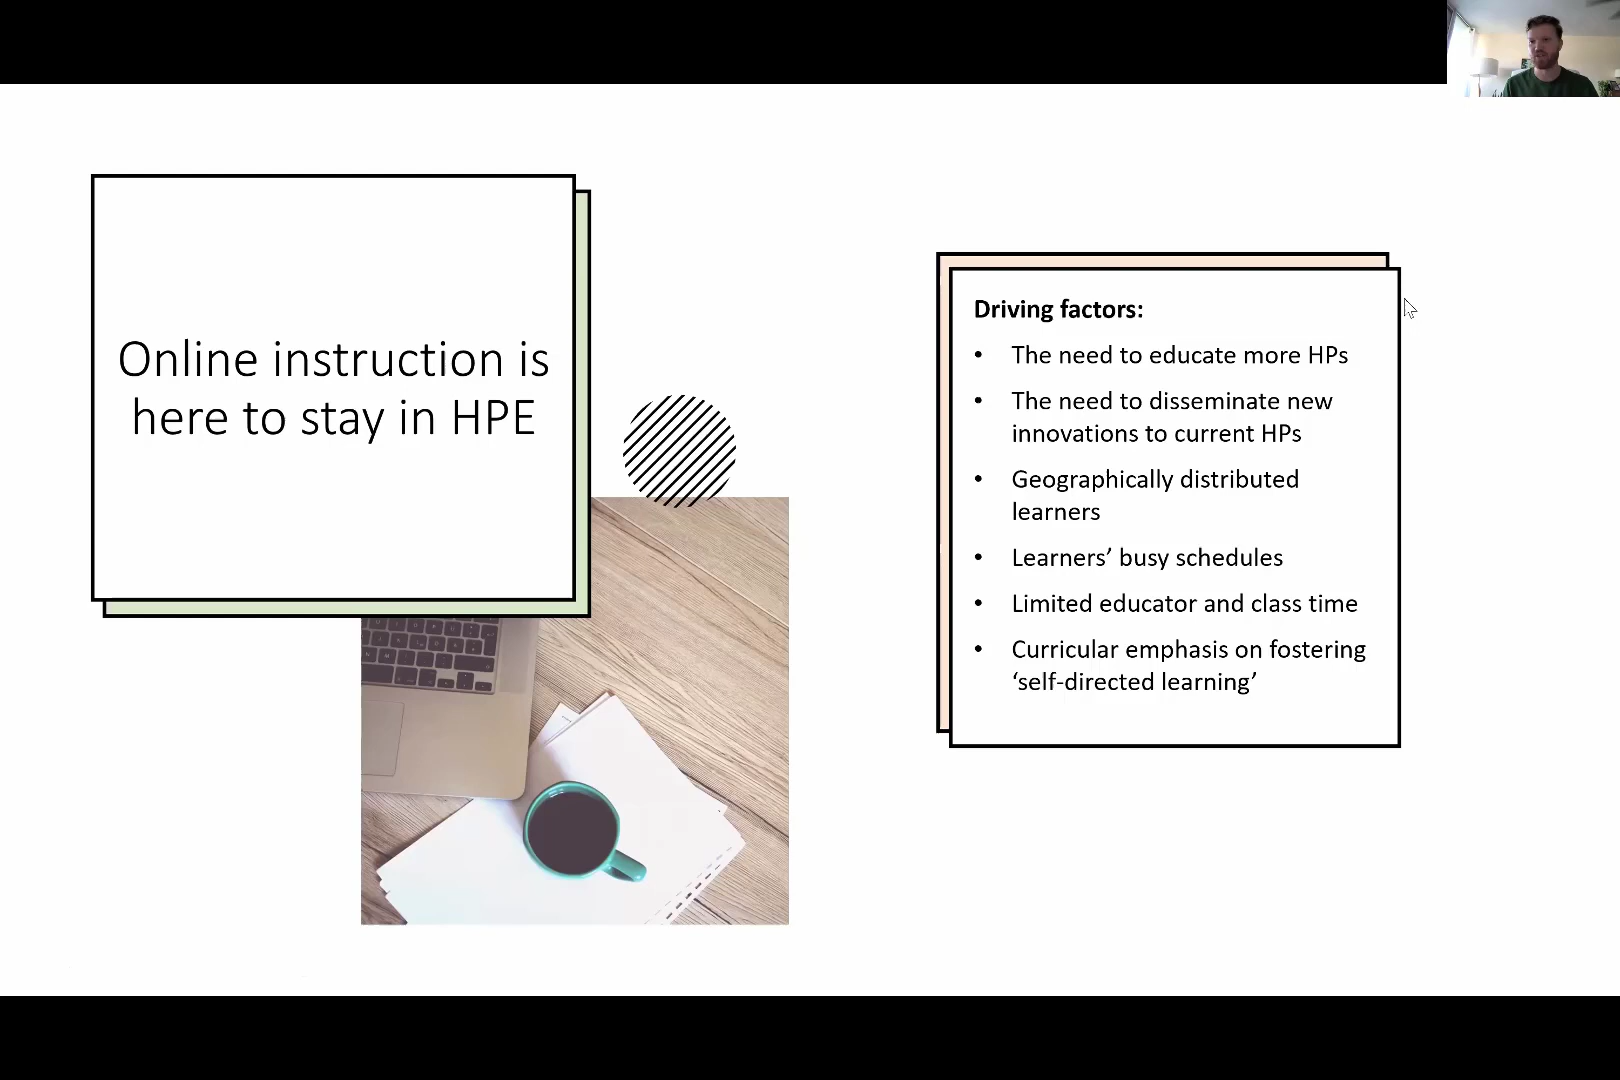 Online instruction is
here to stay in HPE
Driving factors:
• The need to educate more HPs
• The need to disseminate new
innovations to current HPs
• Geographically distributed
learners
• Learners’ busy schedules
• Limited educator and class time
• Curricular emphasis on fostering
‘self-directed learning’